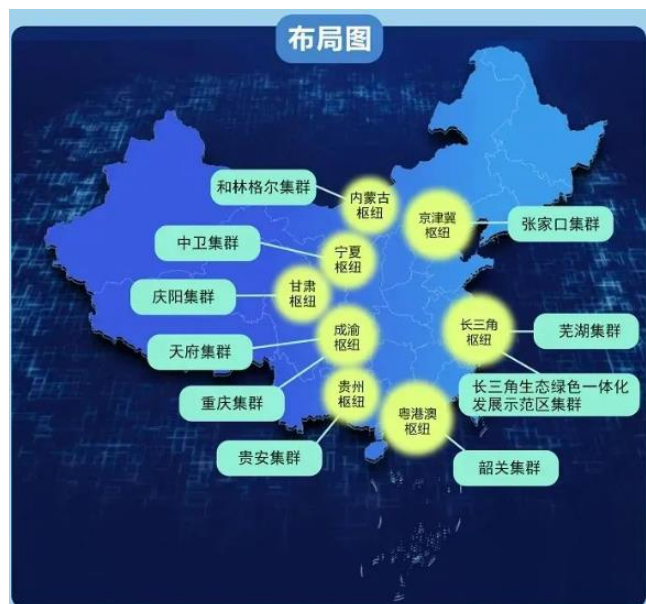 布局图
和林格尔集群
内蒙古
枢纽
京津冀
枢纽
张家口集群
中卫集群
宁夏
枢纽
庆阳集群
甘肃
枢纽
天府集群
成渝
枢纽
长三角
枢纽
芜湖集群
重庆集群
贵州
枢纽
长三角生态绿色一体化
发展示范区集群
粤港澳
枢纽
贵安集群
韶关集群